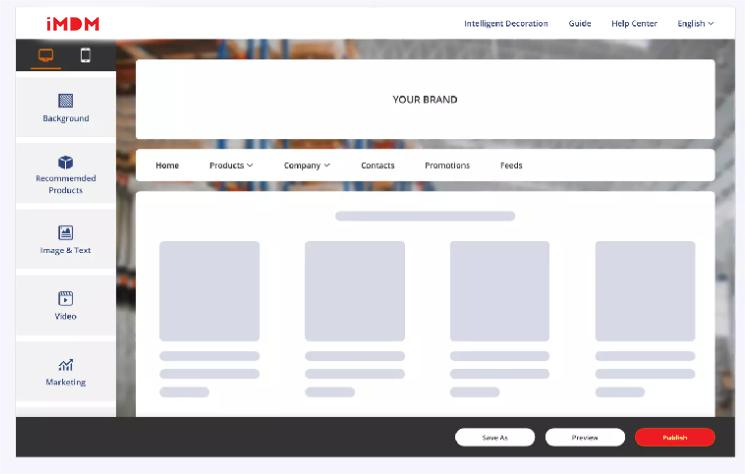 iMDM
Intelligent Decoration Guide Help Center English
Background
Recommemded
Products
Image & Text
Video
Marketing
YOUR BRAND
Home Products Company Contacts Promotions Feeds
Save As Preview Publish